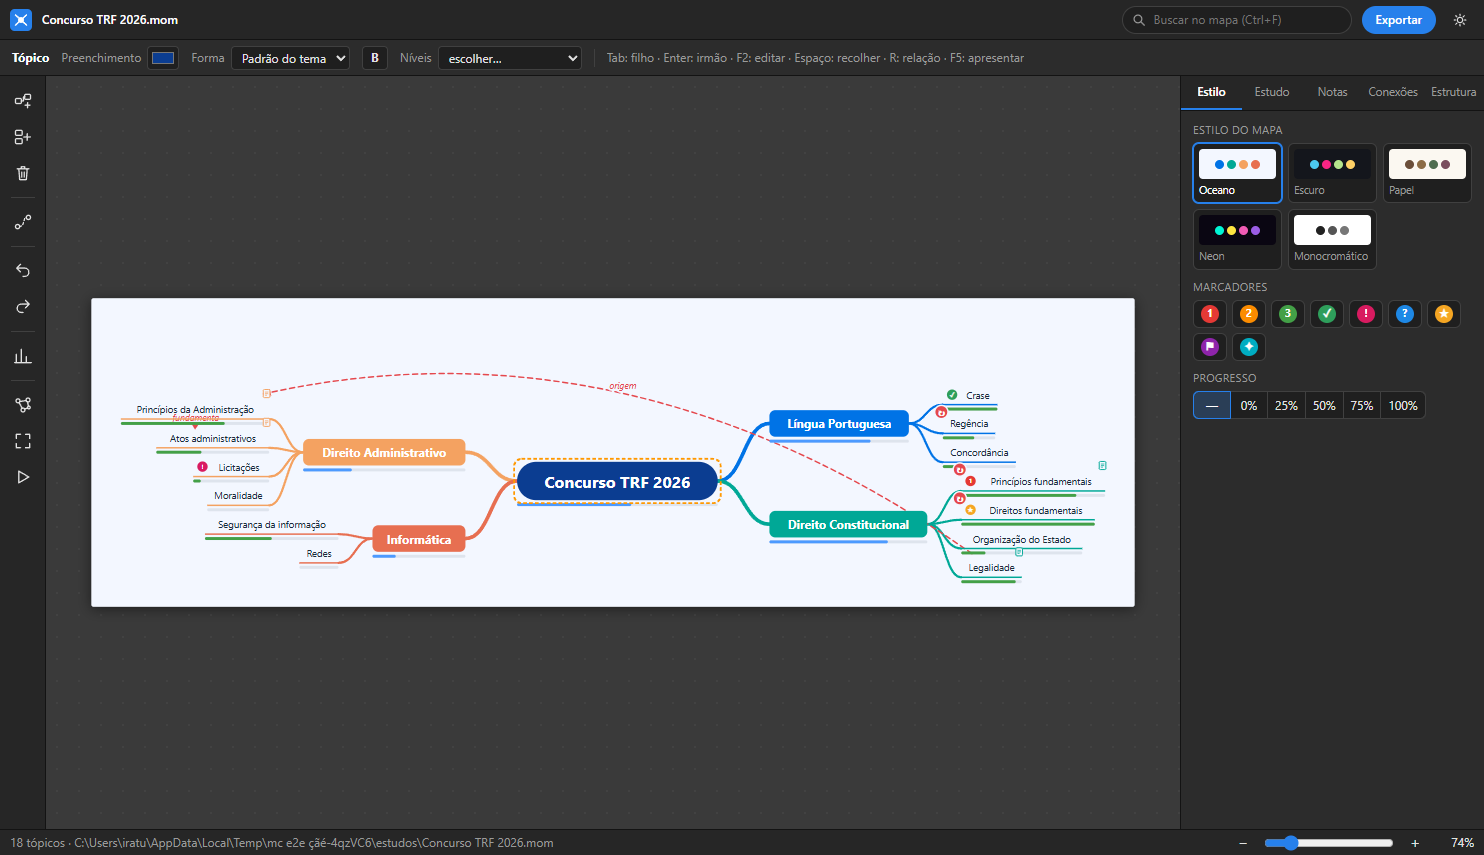 Concurso TRF 2026.mom
Buscar no mapa (Ctrl+F)
Exportar
Tópico
Preenchimento
Forma
Padrão do tema
B
Níveis
escolher...
Tab: filho · Enter: irmão · F2: editar · Espaço: recolher · R: relação · F5: apresentar
Estilo
Estudo
Notas
Conexões
Estrutura
ESTILO DO MAPA
Oceano
Escuro
Papel
Neon
Monocromático
MARCADORES
1
2
3
!
?
PROGRESSO
—
0%
25%
50%
75%
100%
origem
Princípios da Administração
fundamenta
Atos administrativos
!
Licitações
Moralidade
Direito Administrativo
Segurança da informação
Redes
Informática
Concurso TRF 2026
Língua Portuguesa
Crase
Regência
Concordância
Direito Constitucional
1
Princípios fundamentais
Direitos fundamentais
Organização do Estado
Legalidade
18 tópicos · C:\Users\iratu\AppData\Local\Temp\mc e2e çãé-4qzVC6\estudos\Concurso TRF 2026.mom
−
+
74%